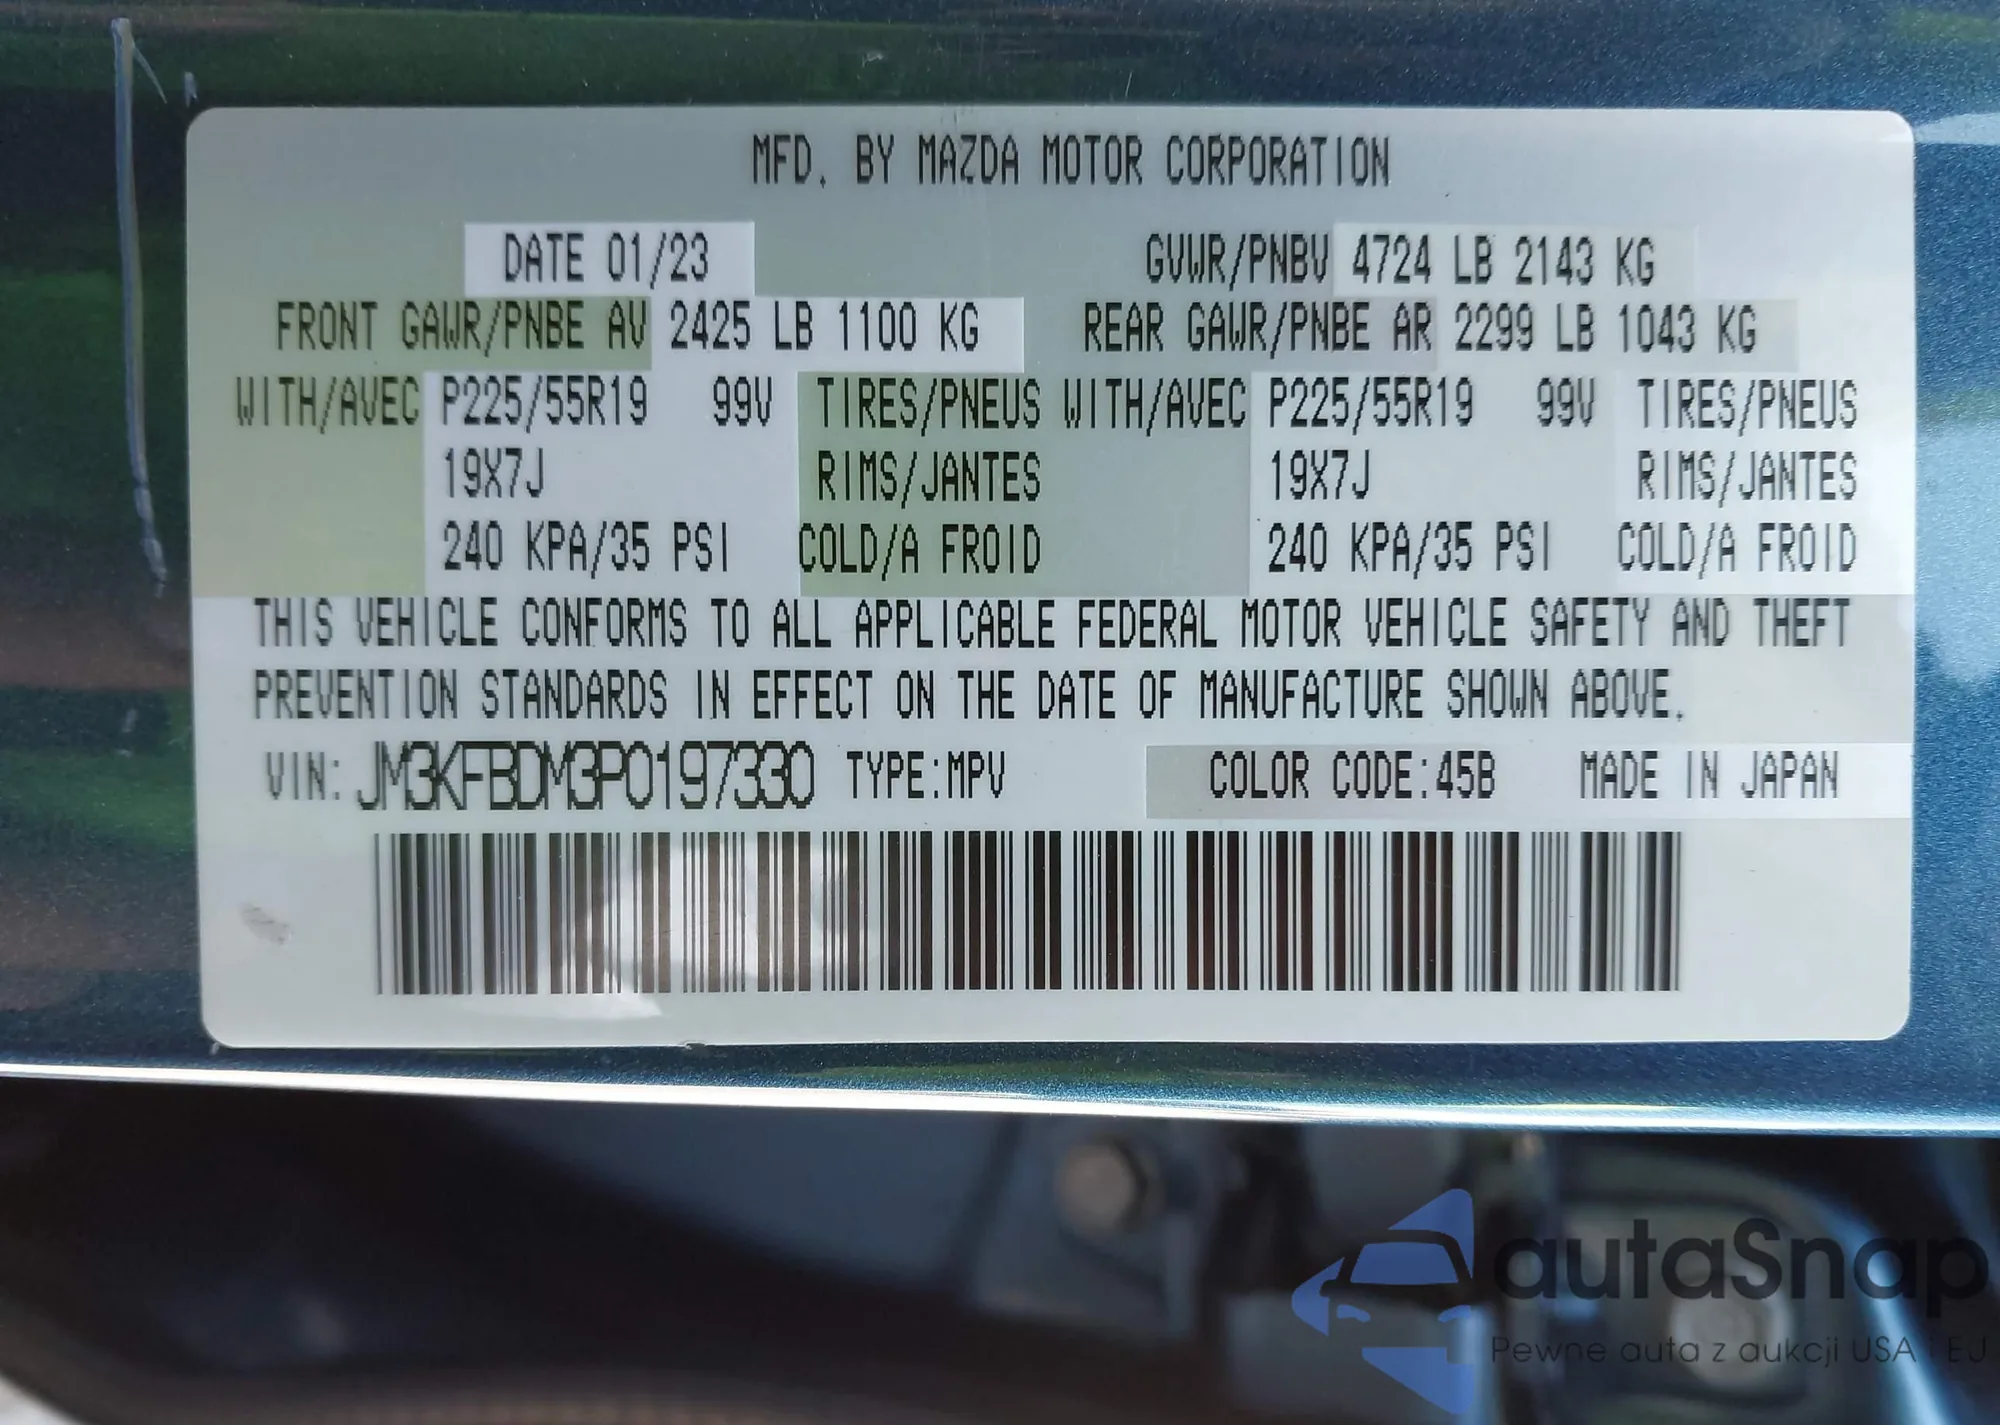 MFD. BY MAZDA MOTOR CORPORATION
DATE 01/23 GVWR/PNBV 4724 LB 2143 KG
FRONT GAWR/PNBE AV 2425 LB 1100 KG REAR GAWR/PNBE AR 2299 LB 1043 KG
WITH/AVEC P225/55R19 99V TIRES/PNEUS WITH/AVEC P225/55R19 99V TIRES/PNEUS
19X7J RIMS/JANTES 19X7J RIMS/JANTES
240 KPA/35 PSI COLD/A FROID 240 KPA/35 PSI COLD/A FROID
THIS VEHICLE CONFORMS TO ALL APPLICABLE FEDERAL MOTOR VEHICLE SAFETY AND THEFT
PREVENTION STANDARDS IN EFFECT ON THE DATE OF MANUFACTURE SHOWN ABOVE.
VIN: JM3KFBDM3P0197330 TYPE:MPV COLOR CODE:45B MADE IN JAPAN
autaSnap
Pewne auta z aukcji USA i EU